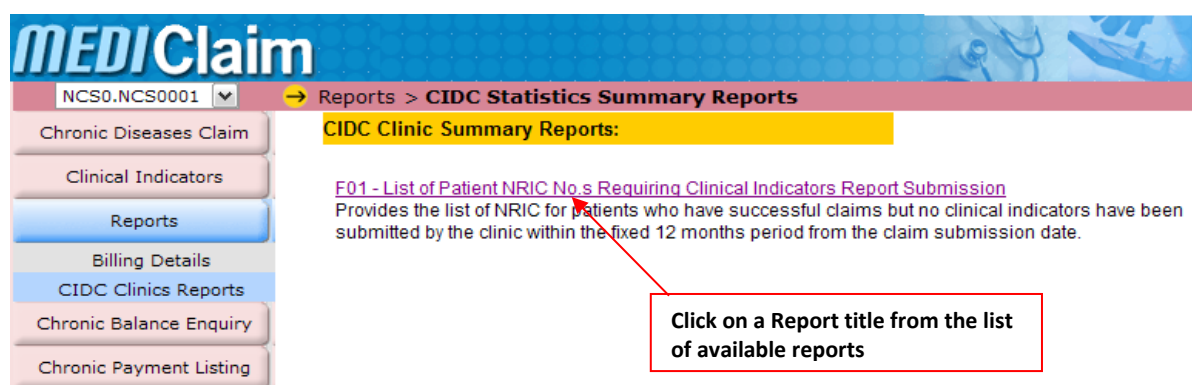 MEDIClaim
NCS0.NCS0001
→ Reports > CIDC Statistics Summary Reports
Chronic Diseases Claim
Clinical Indicators
Reports
Billing Details
CIDC Clinics Reports
Chronic Balance Enquiry
Chronic Payment Listing
CIDC Clinic Summary Reports:
F01 - List of Patient NRIC No.s Requiring Clinical Indicators Report Submission
Provides the list of NRIC for patients who have successful claims but no clinical indicators have been
submitted by the clinic within the fixed 12 months period from the claim submission date.
Click on a Report title from the list
of available reports